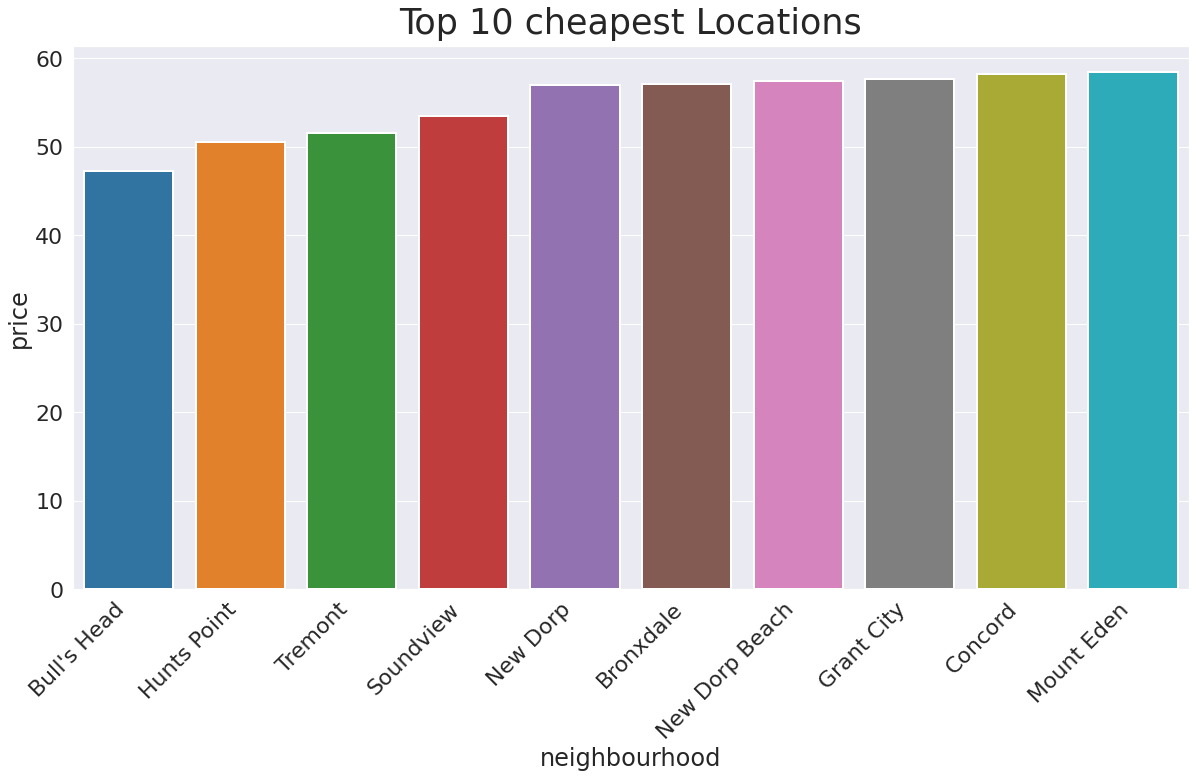 Top 10 cheapest Locations
60
50
40
30
20
10
0
price
Bull's Head
Hunts Point
Tremont
Soundview
New Dorp
Bronxdale
New Dorp Beach
Grant City
Concord
Mount Eden
neighbourhood